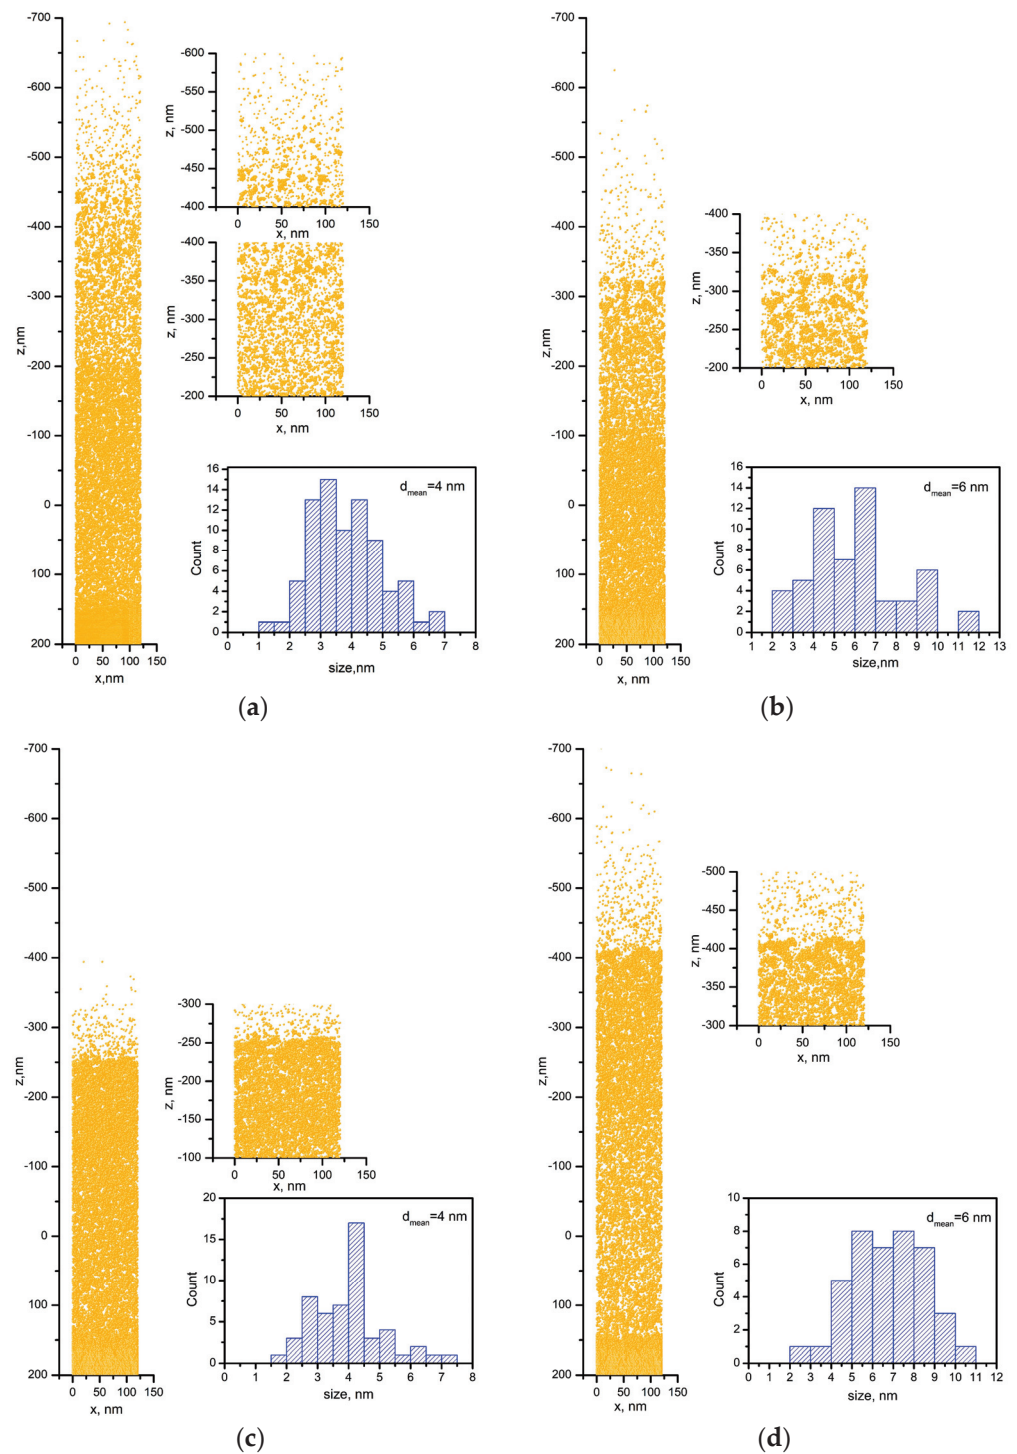 -700
-600
-500
-400
-300
-200
-100
0
100
200
z,nm
0 50 100 150
x,nm
-600
-550
-500
-450
-400
z, nm
0 50 100 150
x, nm
-400
-350
-300
-250
-200
z, nm
0 50 100 150
x, nm
16
14
12
10
8
6
4
2
0
Count
d_mean=4 nm
0 1 2 3 4 5 6 7 8
size,nm
(a)
-700
-600
-500
-400
-300
-200
-100
0
100
200
z,nm
0 50 100 150
x, nm
-400
-350
-300
-250
-200
z, nm
0 50 100 150
x, nm
16
14
12
10
8
6
4
2
0
Count
d_mean=6 nm
1 2 3 4 5 6 7 8 9 10 11 12 13
size,nm
(b)
-700
-600
-500
-400
-300
-200
-100
0
100
200
z,nm
0 50 100 150
x, nm
-300
-250
-200
-150
-100
z, nm
0 50 100 150
x, nm
20
15
10
5
0
Count
d_mean=4 nm
0 1 2 3 4 5 6 7 8
size, nm
(c)
-700
-600
-500
-400
-300
-200
-100
0
100
200
z,nm
0 50 100 150
x, nm
-500
-450
-400
-350
-300
z, nm
0 50 100 150
x, nm
10
8
6
4
2
0
Count
d_mean=6 nm
0 1 2 3 4 5 6 7 8 9 10 11 12
size, nm
(d)